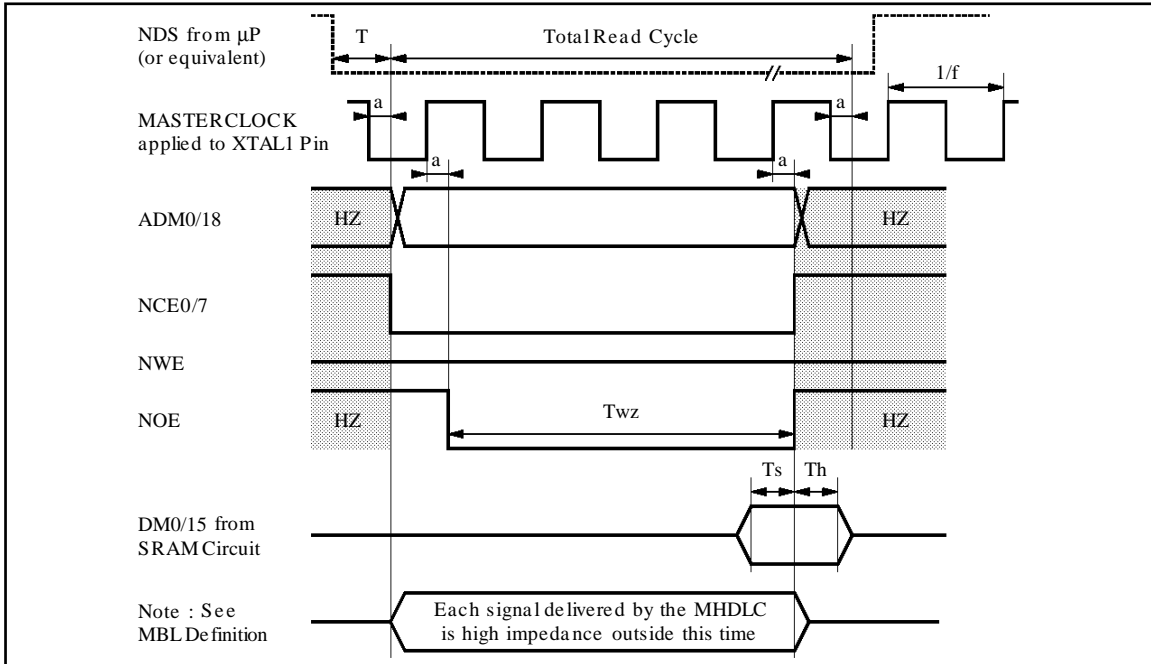 NDS from μP
(or equivalent)
T
Total Read Cycle
1/f
a
a
MASTERCLOCK
applied to XTAL1 Pin
a
a
ADM0/18
HZ
HZ
NCE0/7
NWE
NOE
HZ
Twz
HZ
Ts
Th
DM0/15 from
SRAM Circuit
Note : See
MBL Definition
Each signal delivered by the MHDLC
is high impedance outside this time